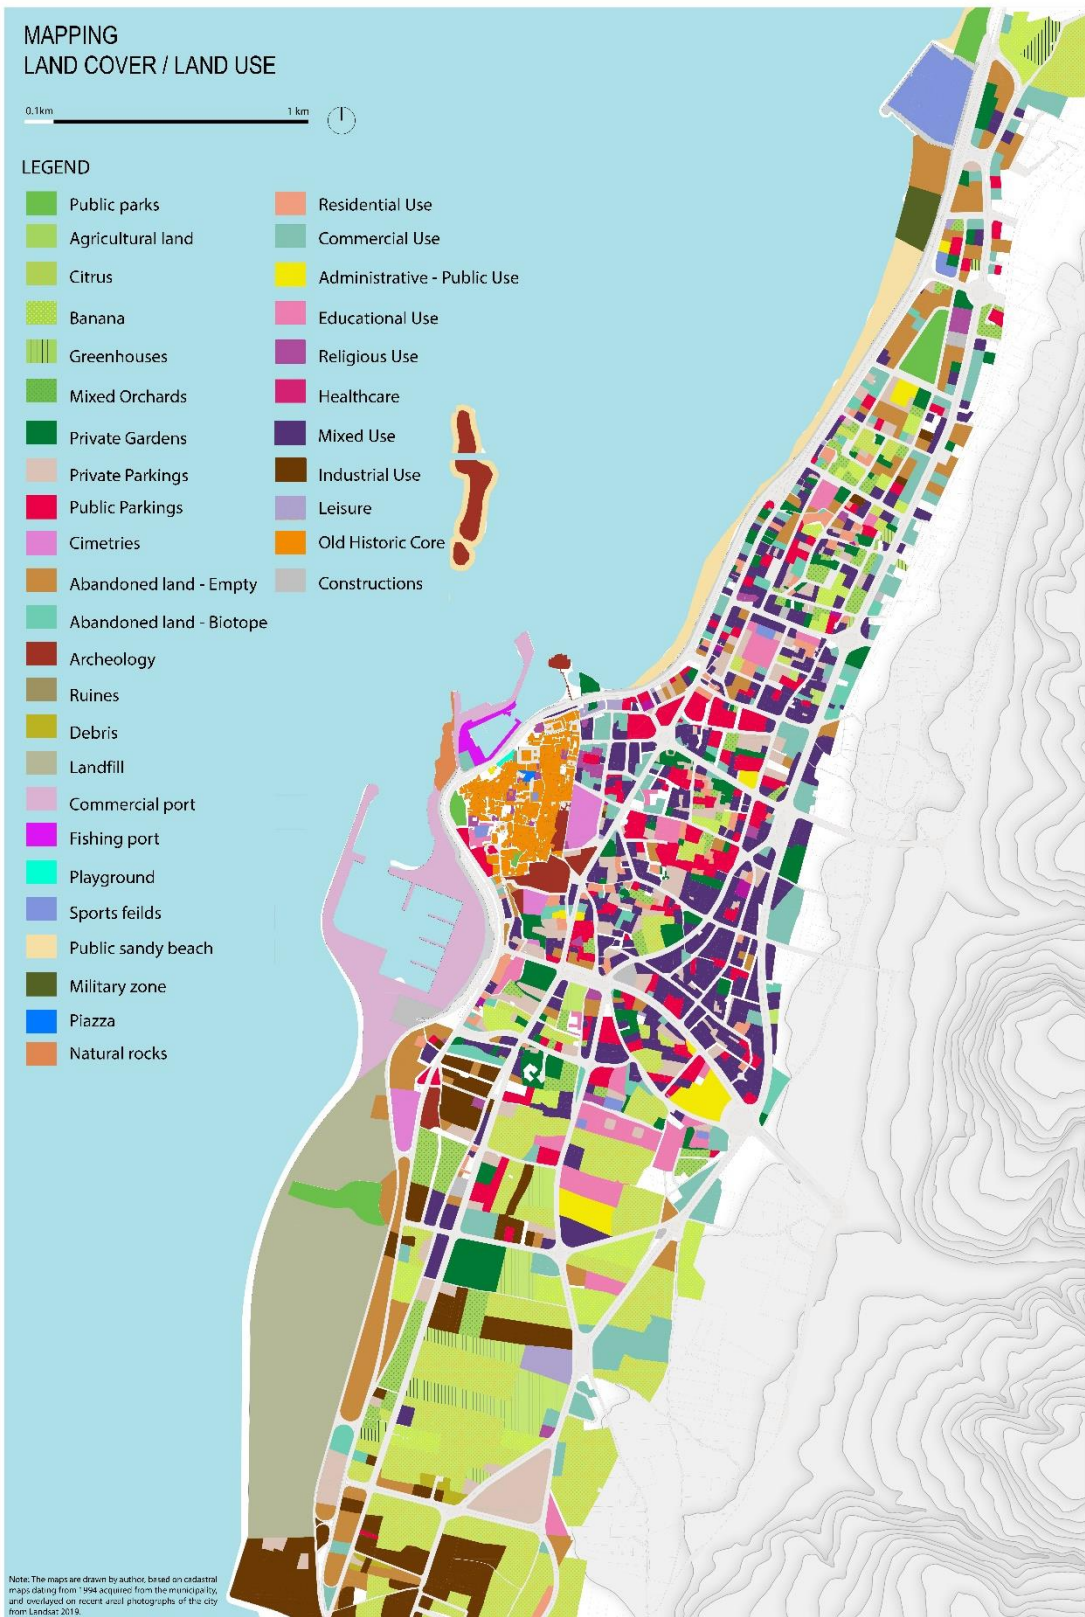 MAPPING
LAND COVER / LAND USE
0.1km 1 km
LEGEND
Public parks
Agricultural land
Citrus
Banana
Greenhouses
Mixed Orchards
Private Gardens
Private Parkings
Public Parkings
Cimetries
Abandoned land - Empty
Abandoned land - Biotope
Archeology
Ruines
Debris
Landfill
Commercial port
Fishing port
Playground
Sports feilds
Public sandy beach
Military zone
Piazza
Natural rocks
Residential Use
Commercial Use
Administrative - Public Use
Educational Use
Religious Use
Healthcare
Mixed Use
Industrial Use
Leisure
Old Historic Core
Constructions
Note: The maps are drawn by author, based on cadastral
maps dating from 1994 acquired from the municipality,
and overlayed on recent areal photographs of the city
from Landsat 2019.